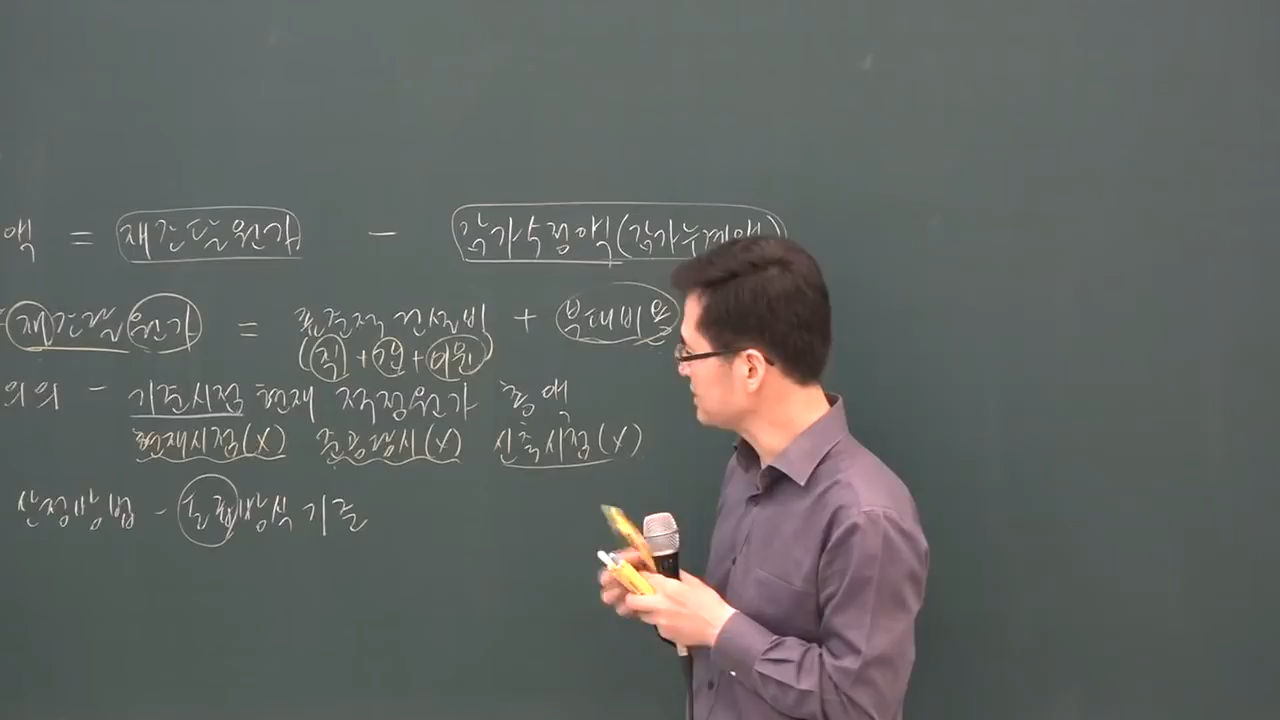 액 = 재조달원가 - 감가수정액(감가누계액)
재조달원가 = 표준적 건설비 + 부대비용
(직 + 간 + 이윤)
의의 - 기준시점 현재 적정원가 총액
현재시점(X) 준공당시(X) 신축시점(X)
산정방법 - 도급방식 기준